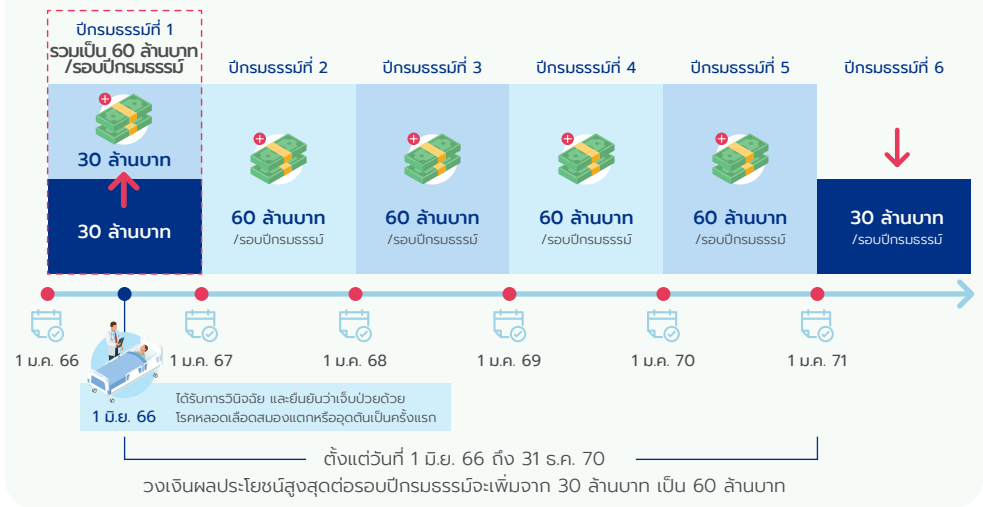 ปีกรมธรรม์ที่ 1
รวมเป็น 60 ล้านบาท
/รอบปีกรมธรรม์
ปีกรมธรรม์ที่ 2
ปีกรมธรรม์ที่ 3
ปีกรมธรรม์ที่ 4
ปีกรมธรรม์ที่ 5
ปีกรมธรรม์ที่ 6
30 ล้านบาท
30 ล้านบาท
60 ล้านบาท
/รอบปีกรมธรรม์
60 ล้านบาท
/รอบปีกรมธรรม์
60 ล้านบาท
/รอบปีกรมธรรม์
60 ล้านบาท
/รอบปีกรมธรรม์
30 ล้านบาท
/รอบปีกรมธรรม์
1 ม.ค. 66
1 ม.ค. 67
1 ม.ค. 68
1 ม.ค. 69
1 ม.ค. 70
1 ม.ค. 71
1 มิ.ย. 66
ได้รับการวินิจฉัย และยืนยันว่าเจ็บป่วยด้วย
โรคหลอดเลือดสมองแตกหรืออุดตันเป็นครั้งแรก
ตั้งแต่วันที่ 1 มิ.ย. 66 ถึง 31 ธ.ค. 70
วงเงินผลประโยชน์สูงสุดต่อรอบปีกรมธรรม์จะเพิ่มจาก 30 ล้านบาท เป็น 60 ล้านบาท